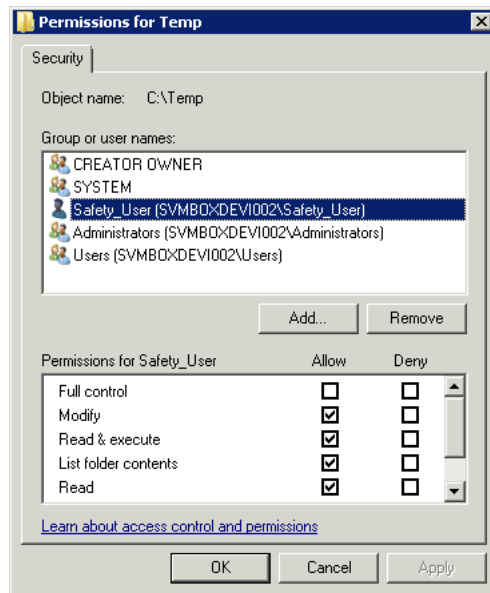 Permissions for Temp
Security
Object name: C:\Temp
Group or user names:
CREATOR OWNER
SYSTEM
Safety_User (SVMBOXDEVI002\Safety_User)
Administrators (SVMBOXDEVI002\Administrators)
Users (SVMBOXDEVI002\Users)
Add... Remove
Permissions for Safety_User Allow Deny
Full control
Modify
Read & execute
List folder contents
Read
Learn about access control and permissions
OK Cancel Apply